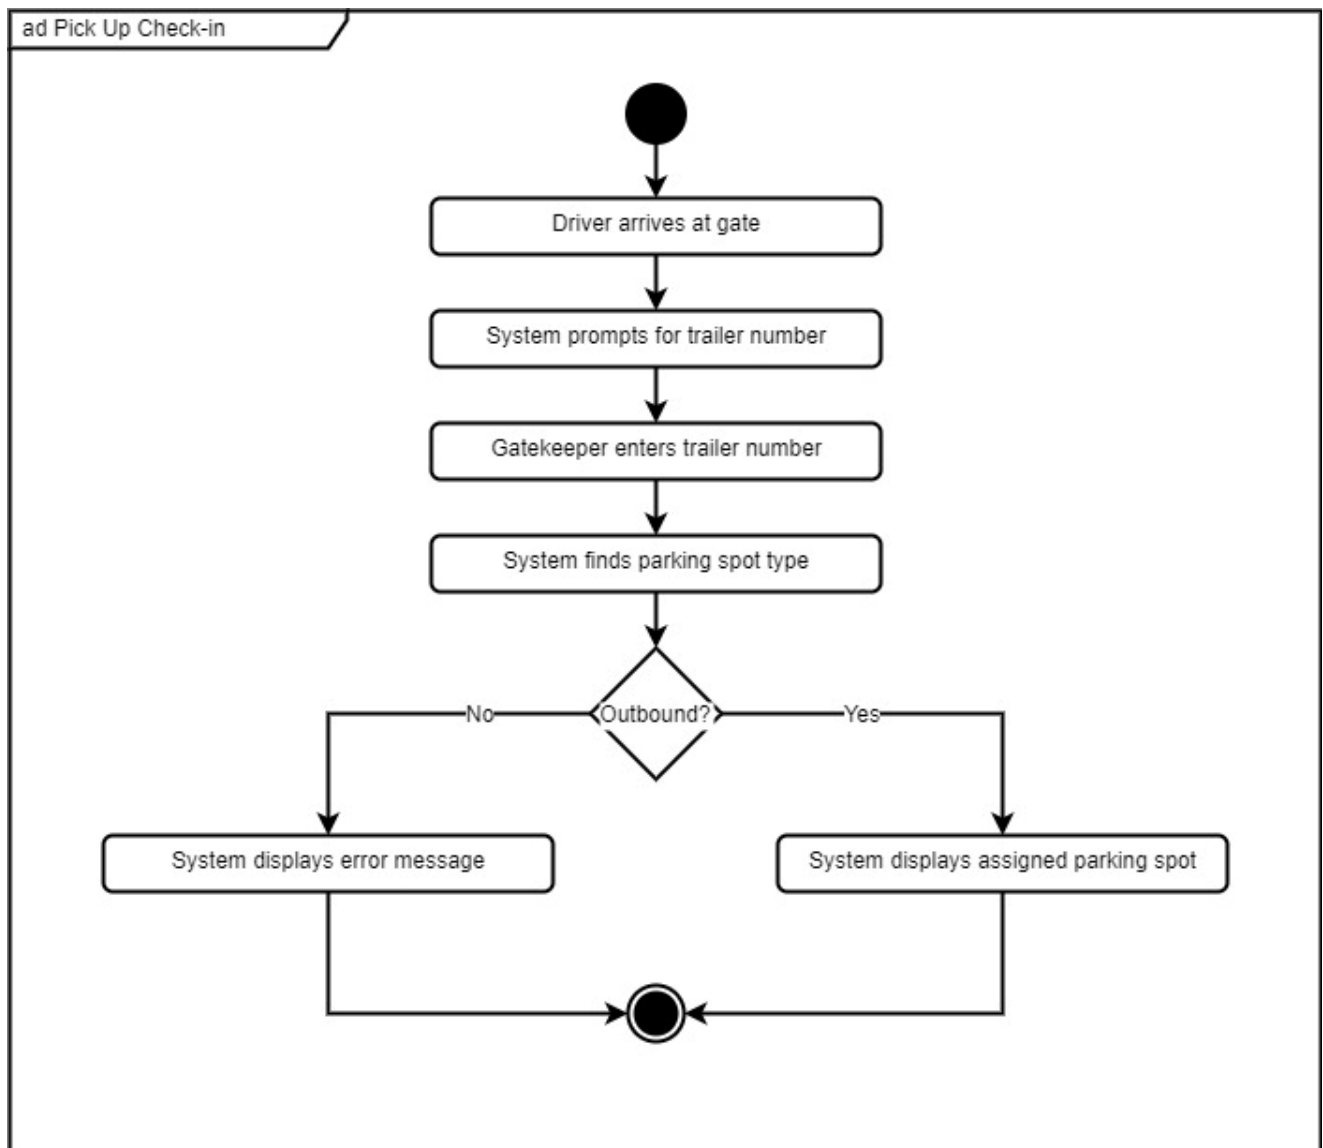 ad Pick Up Check-in
Driver arrives at gate
System prompts for trailer number
Gatekeeper enters trailer number
System finds parking spot type
No
Outbound?
Yes
System displays error message
System displays assigned parking spot